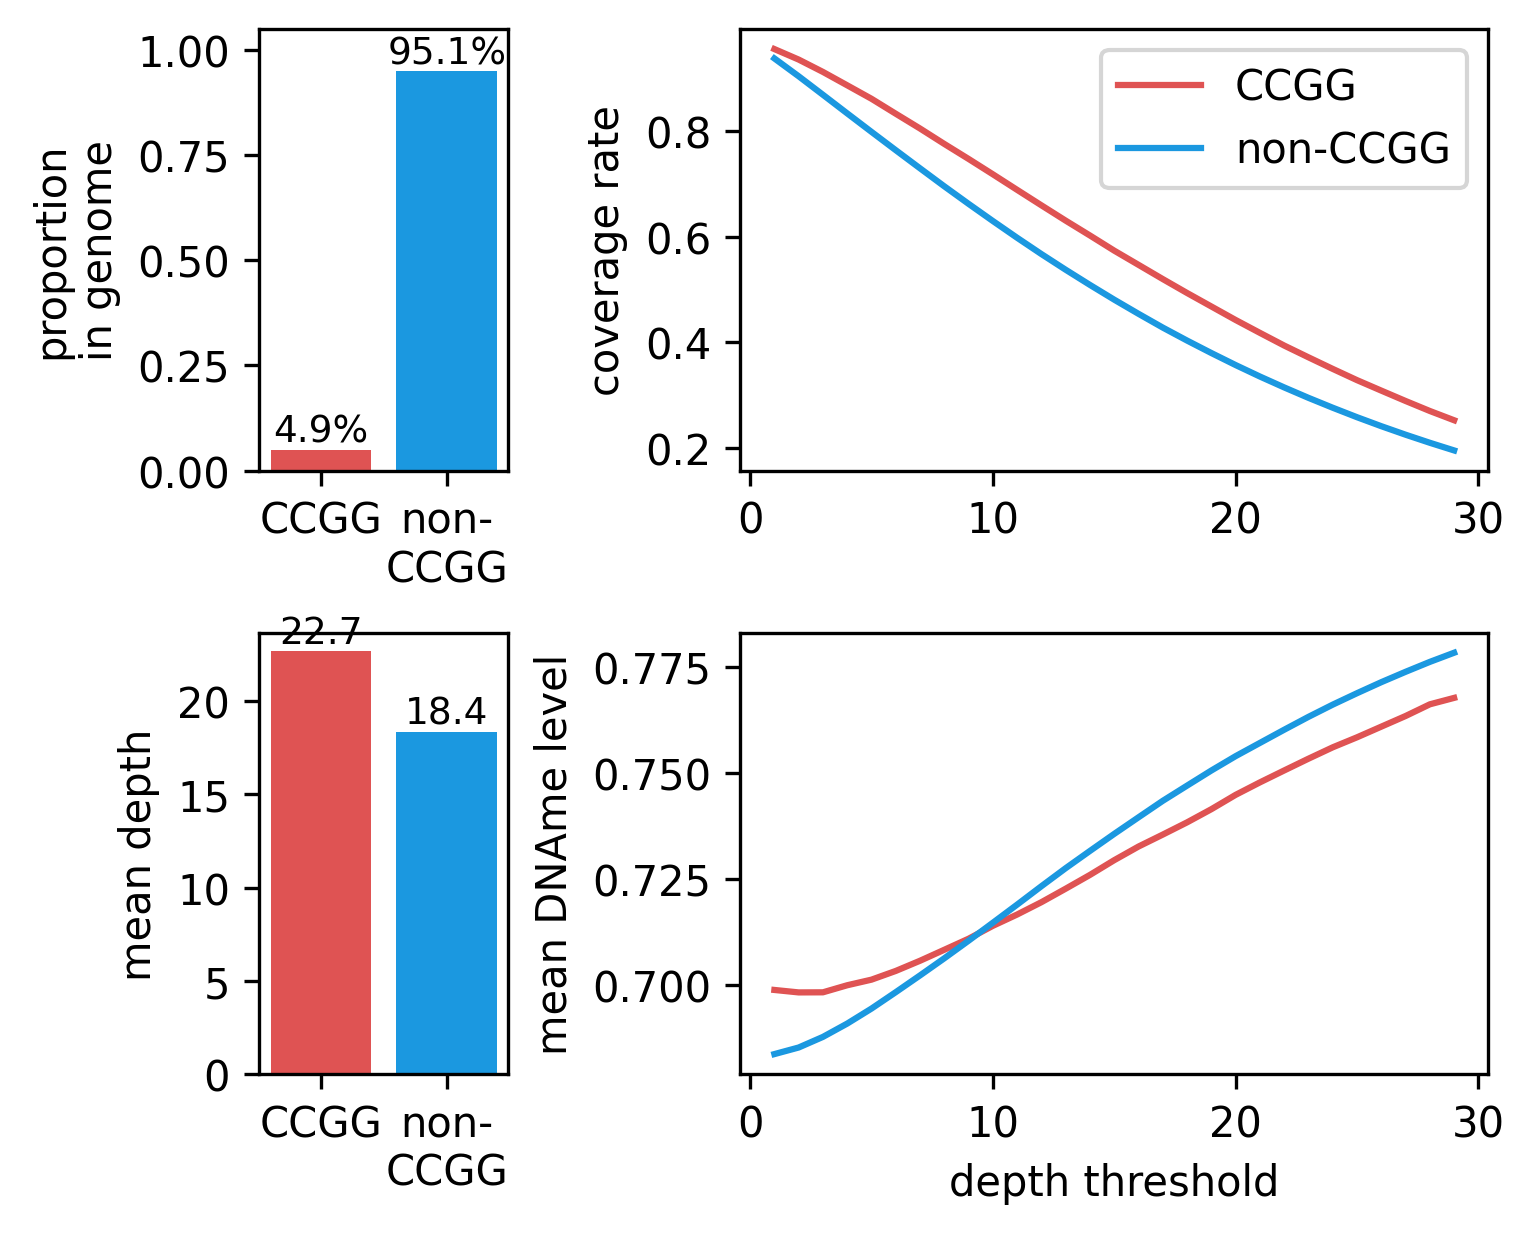 proportion
in genome
1.00
0.75
0.50
0.25
0.00
4.9%
95.1%
CCGG
non-
CCGG
coverage rate
0.8
0.6
0.4
0.2
CCGG
non-CCGG
0
10
20
30
mean depth
20
15
10
5
0
22.7
18.4
CCGG
non-
CCGG
mean DNAme level
0.775
0.750
0.725
0.700
0
10
20
30
depth threshold